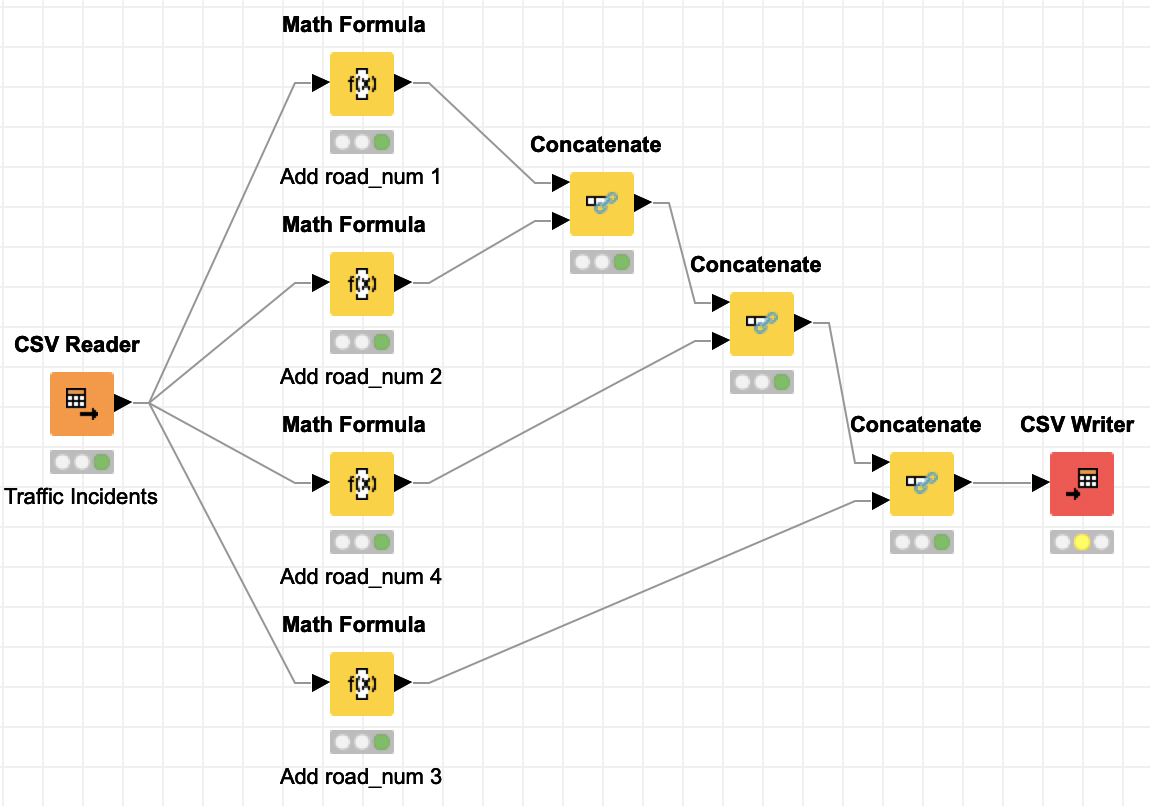 Math Formula
f(x)
Add road_num 1
Concatenate
Math Formula
f(x)
Add road_num 2
Concatenate
CSV Reader
Traffic Incidents
Math Formula
f(x)
Add road_num 4
Concatenate
CSV Writer
Math Formula
f(x)
Add road_num 3